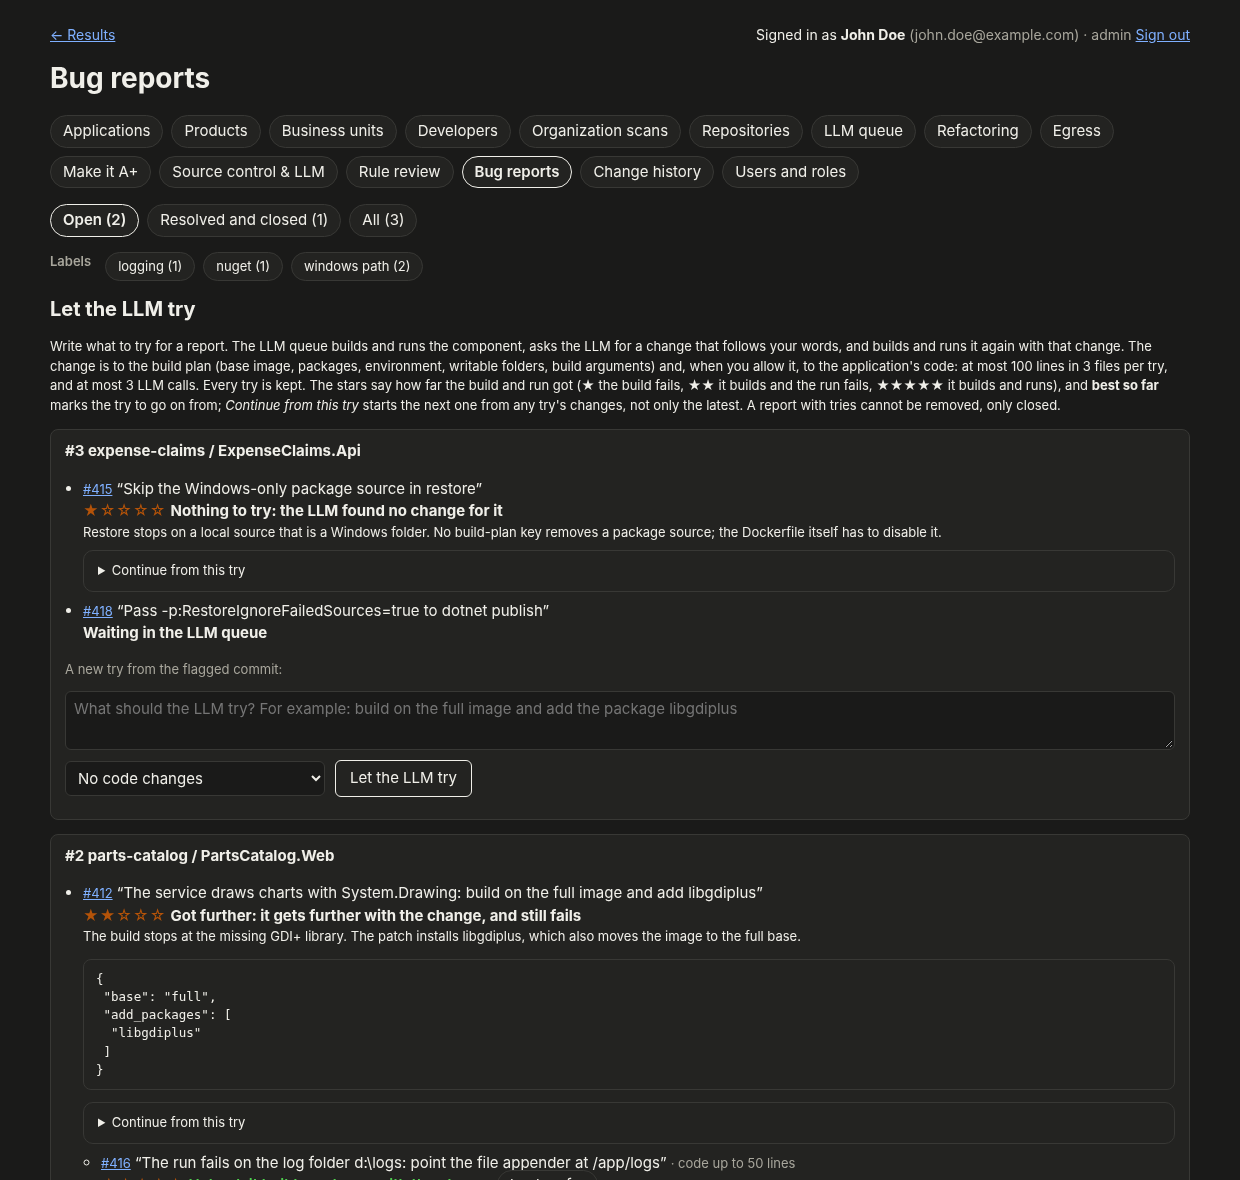 ← Results
Signed in as John Doe (john.doe@example.com) · admin Sign out
Bug reports
Applications Products Business units Developers Organization scans Repositories LLM queue Refactoring Egress
Make it A+ Source control & LLM Rule review Bug reports Change history Users and roles
Open (2) Resolved and closed (1) All (3)
Labels logging (1) nuget (1) windows path (2)
Let the LLM try
Write what to try for a report. The LLM queue builds and runs the component, asks the LLM for a change that follows your words, and builds and runs it again with that change. The
change is to the build plan (base image, packages, environment, writable folders, build arguments) and, when you allow it, to the application's code: at most 100 lines in 3 files per try,
and at most 3 LLM calls. Every try is kept. The stars say how far the build and run got (★ the build fails, ★★ it builds and the run fails, ★★★★★ it builds and runs), and best so far
marks the try to go on from; Continue from this try starts the next one from any try's changes, not only the latest. A report with tries cannot be removed, only closed.
#3 expense-claims / ExpenseClaims.Api
• #415 “Skip the Windows-only package source in restore”
★☆☆☆☆ Nothing to try: the LLM found no change for it
Restore stops on a local source that is a Windows folder. No build-plan key removes a package source; the Dockerfile itself has to disable it.
▶ Continue from this try
• #418 “Pass -p:RestoreIgnoreFailedSources=true to dotnet publish”
Waiting in the LLM queue
A new try from the flagged commit:
What should the LLM try? For example: build on the full image and add the package libgdiplus
No code changes Let the LLM try
#2 parts-catalog / PartsCatalog.Web
• #412 “The service draws charts with System.Drawing: build on the full image and add libgdiplus”
★★☆☆☆ Got further: it gets further with the change, and still fails
The build stops at the missing GDI+ library. The patch installs libgdiplus, which also moves the image to the full base.
{
"base": "full",
"add_packages": [
"libgdiplus"
]
}
▶ Continue from this try
◦ #416 “The run fails on the log folder d:\logs: point the file appender at /app/logs” · code up to 50 lines